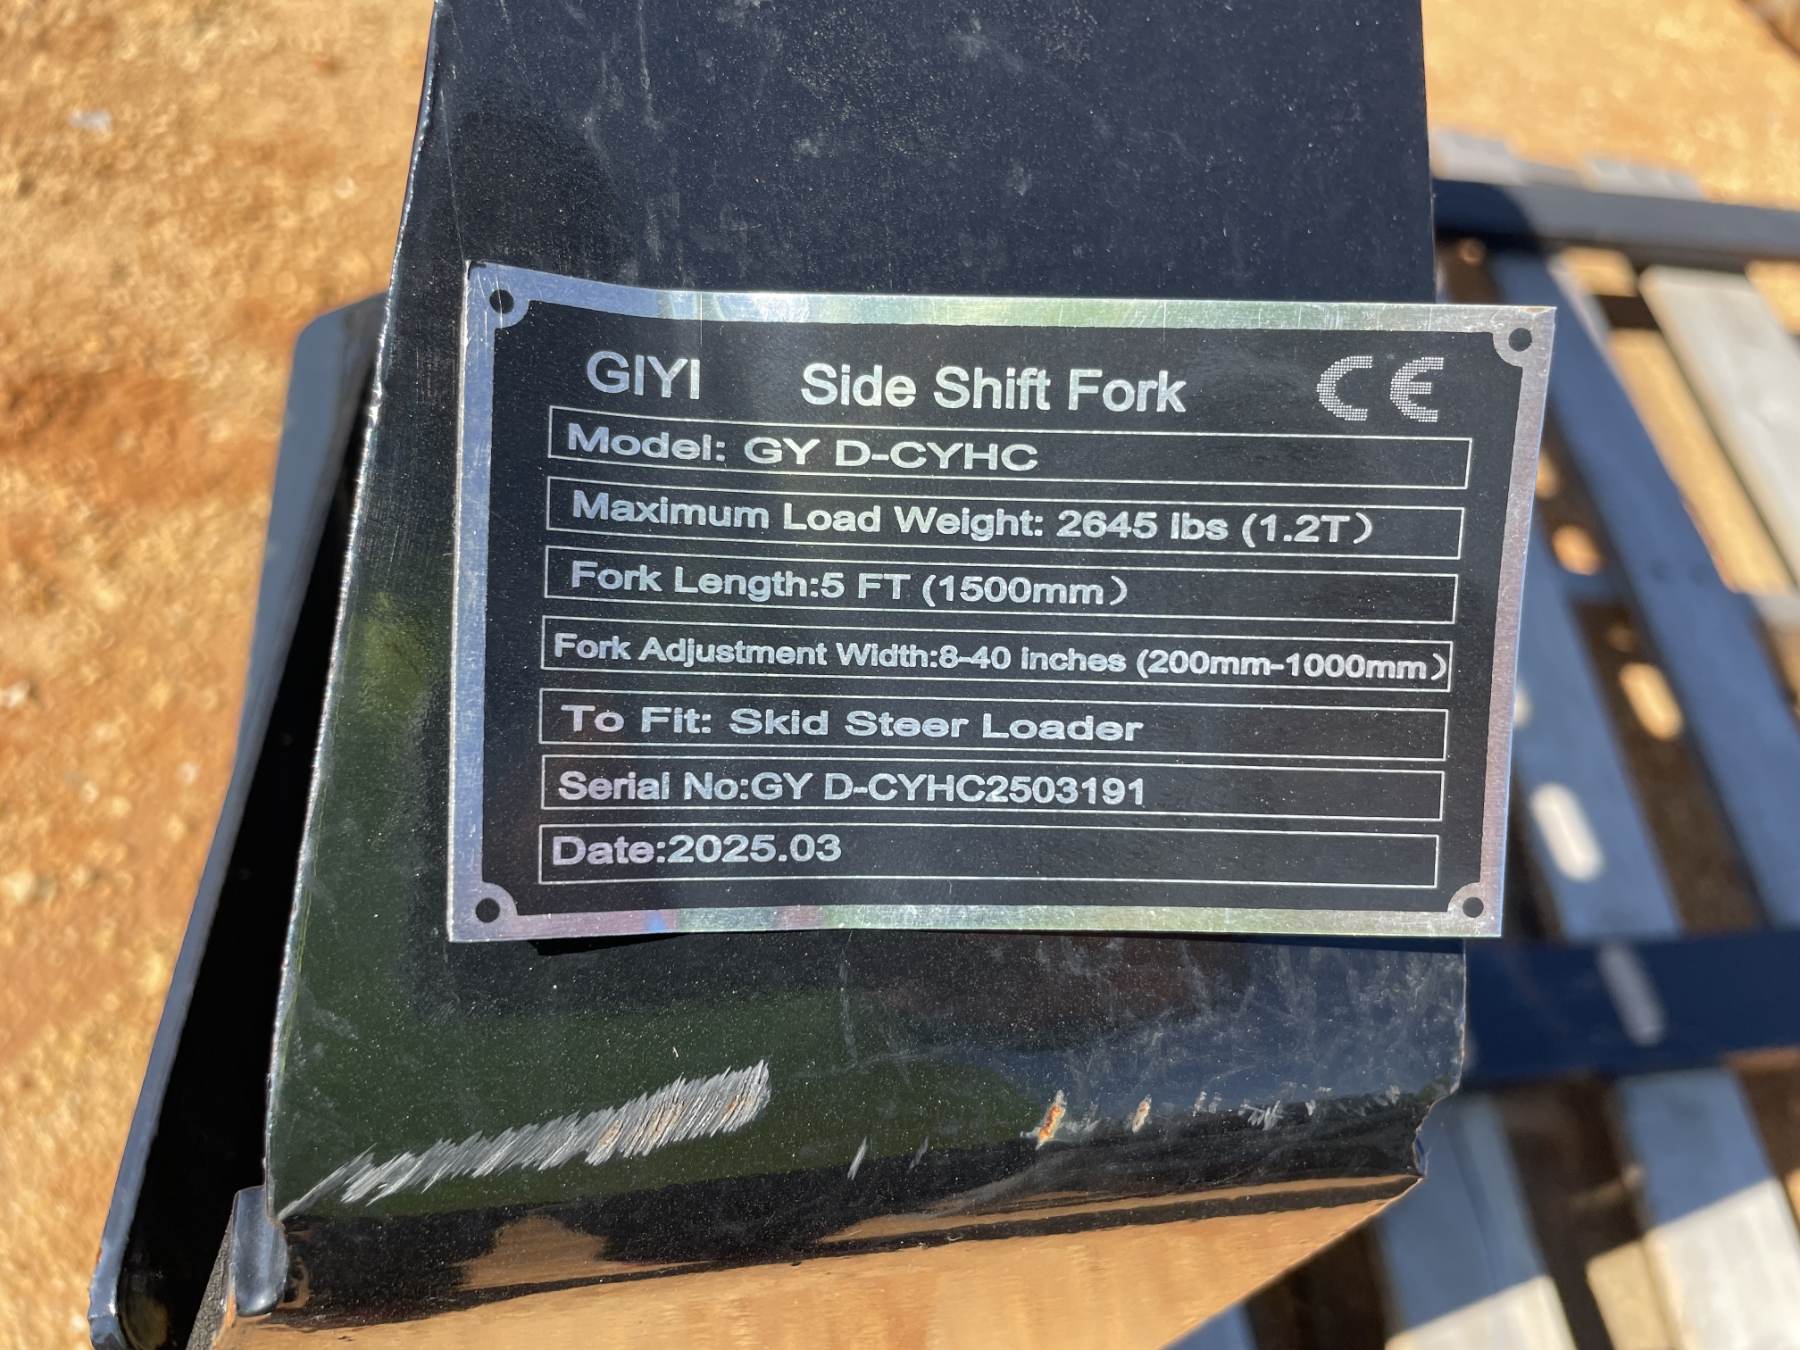 GIYI Side Shift Fork CE
Model: GY D-CYHC
Maximum Load Weight: 2645 lbs (1.2T)
Fork Length:5 FT (1500mm)
Fork Adjustment Width:8-40 inches (200mm-1000mm)
To Fit: Skid Steer Loader
Serial No:GY D-CYHC2503191
Date:2025.03